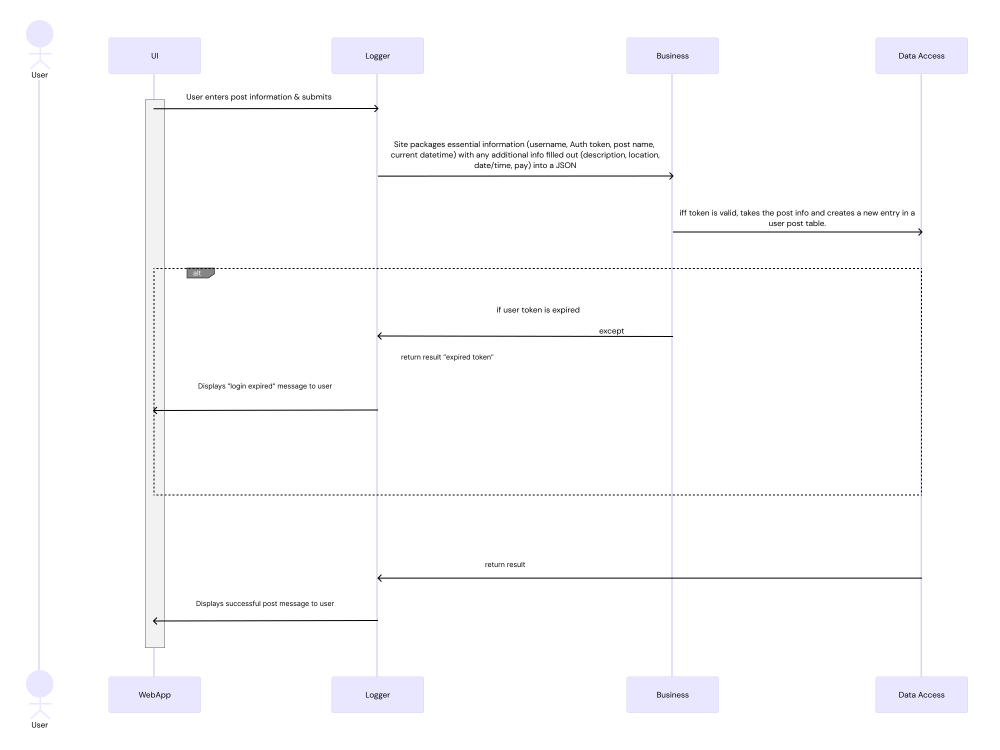 User
UI
Logger
Business
Data Access
User enters post information & submits
Site packages essential information (username, Auth token, post name,
current datetime) with any additional info filled out (description, location,
date/time, pay) into a JSON
iff token is valid, takes the post info and creates a new entry in a
user post table.
alt
if user token is expired
except
return result "expired token"
Displays "login expired" message to user
return result
Displays successful post message to user
WebApp
Logger
Business
Data Access
User